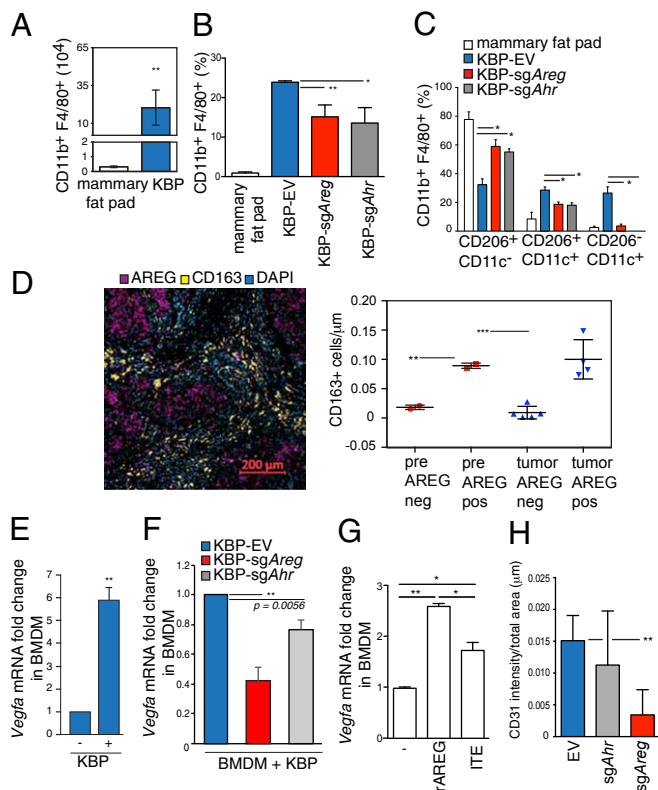 A
CD11b+ F4/80+ (10⁴)
65
35
5
2
0
**
mammary KBP
fat pad
B
CD11b+ F4/80+ (%)
30
20
10
0
**
*
mammary
fat pad
KBP-EV
KBP-sgAreg
KBP-sgAhr
C
mammary fat pad
KBP-EV
KBP-sgAreg
KBP-sgAhr
CD11b+ F4/80+ (%)
100
80
60
40
20
0
*
*
*
*
*
*
CD206+ CD206+ CD206-
CD11c- CD11c+ CD11c+
D
AREG CD163 DAPI
200 µm
CD163+ cells/µm
0.20
0.15
0.10
0.05
0
-0.05
**
***
pre
AREG
neg
pre
AREG
pos
tumor
AREG
neg
tumor
AREG
pos
E
Vegfa mRNA fold change
in BMDM
7
6
5
4
3
2
1
0
**
- +
KBP
F
KBP-EV
KBP-sgAreg
KBP-sgAhr
Vegfa mRNA fold change
in BMDM
1.0
0.8
0.6
0.4
0.2
0
**
p = 0.0056
BMDM + KBP
G
Vegfa mRNA fold change
in BMDM
3
2
1
0
*
**
*
-
rAREG
ITE
H
CD31 intensity/total area (µm)
0.025
0.020
0.015
0.010
0.005
0
**
EV
sgAhr
sgAreg